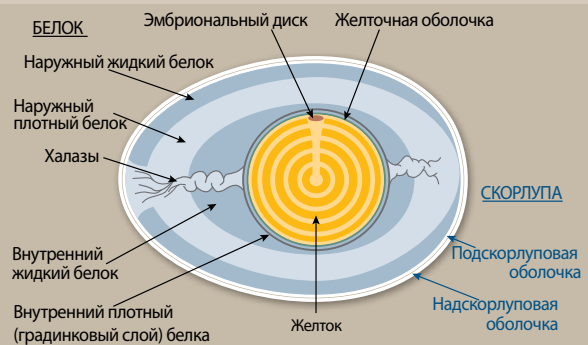 БЕЛОК
Эмбриональный диск
Желточная оболочка
Наружный жидкий белок
Наружный
плотный белок
Халазы
СКОРЛУПА
Внутренний
жидкий белок
Подскорлуповая
оболочка
Внутренний плотный
(градинковый слой) белка
Желток
Надскорлуповая
оболочка